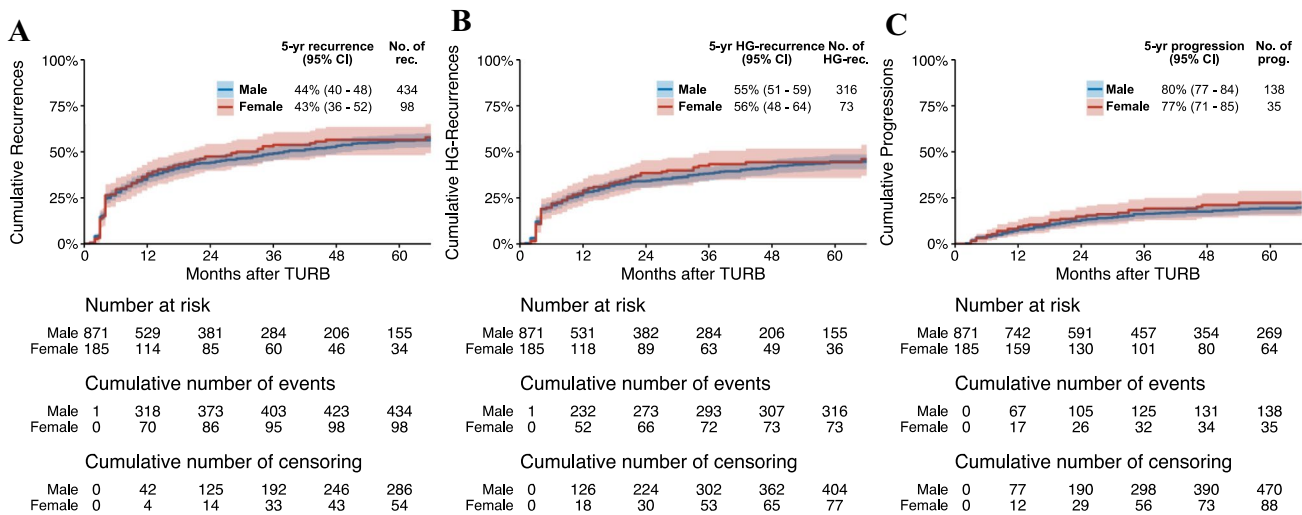 A
5-yr recurrence No. of
(95% CI) rec.
Male 44% (40 - 48) 434
Female 43% (36 - 52) 98
Cumulative Recurrences
100%
75%
50%
25%
0%
0 12 24 36 48 60
Months after TURB
Number at risk
Male 871 529 381 284 206 155
Female 185 114 85 60 46 34
Cumulative number of events
Male 1 318 373 403 423 434
Female 0 70 86 95 98 98
Cumulative number of censoring
Male 0 42 125 192 246 286
Female 0 4 14 33 43 54
B
5-yr HG-recurrence No. of
(95% CI) HG-rec.
Male 55% (51 - 59) 316
Female 56% (48 - 64) 73
Cumulative HG-Recurrences
100%
75%
50%
25%
0%
0 12 24 36 48 60
Months after TURB
Number at risk
Male 871 531 382 284 206 155
Female 185 118 89 63 49 36
Cumulative number of events
Male 1 232 273 293 307 316
Female 0 52 66 72 73 73
Cumulative number of censoring
Male 0 126 224 302 362 404
Female 0 18 30 53 65 77
C
5-yr progression No. of
(95% CI) prog.
Male 80% (77 - 84) 138
Female 77% (71 - 85) 35
Cumulative Progressions
100%
75%
50%
25%
0%
0 12 24 36 48 60
Months after TURB
Number at risk
Male 871 742 591 457 354 269
Female 185 159 130 101 80 64
Cumulative number of events
Male 0 67 105 125 131 138
Female 0 17 26 32 34 35
Cumulative number of censoring
Male 0 77 190 298 390 470
Female 0 12 29 56 73 88